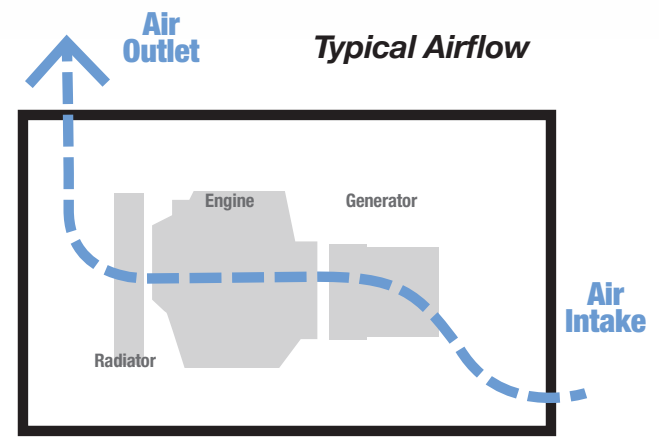 Air
Outlet
Typical Airflow
Engine
Generator
Radiator
Air
Intake